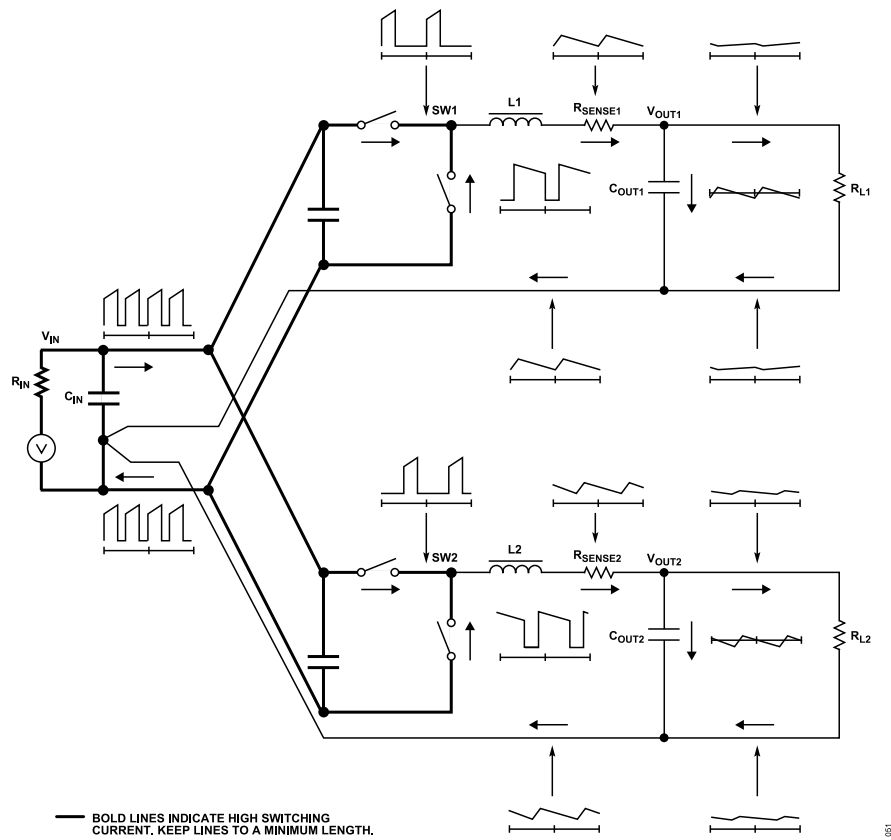 SW1
L1
RSENSE1
VOUT1
COUT1
RL1
VIN
RIN
CIN
V
SW2
L2
RSENSE2
VOUT2
COUT2
RL2
BOLD LINES INDICATE HIGH SWITCHING
CURRENT. KEEP LINES TO A MINIMUM LENGTH.
051